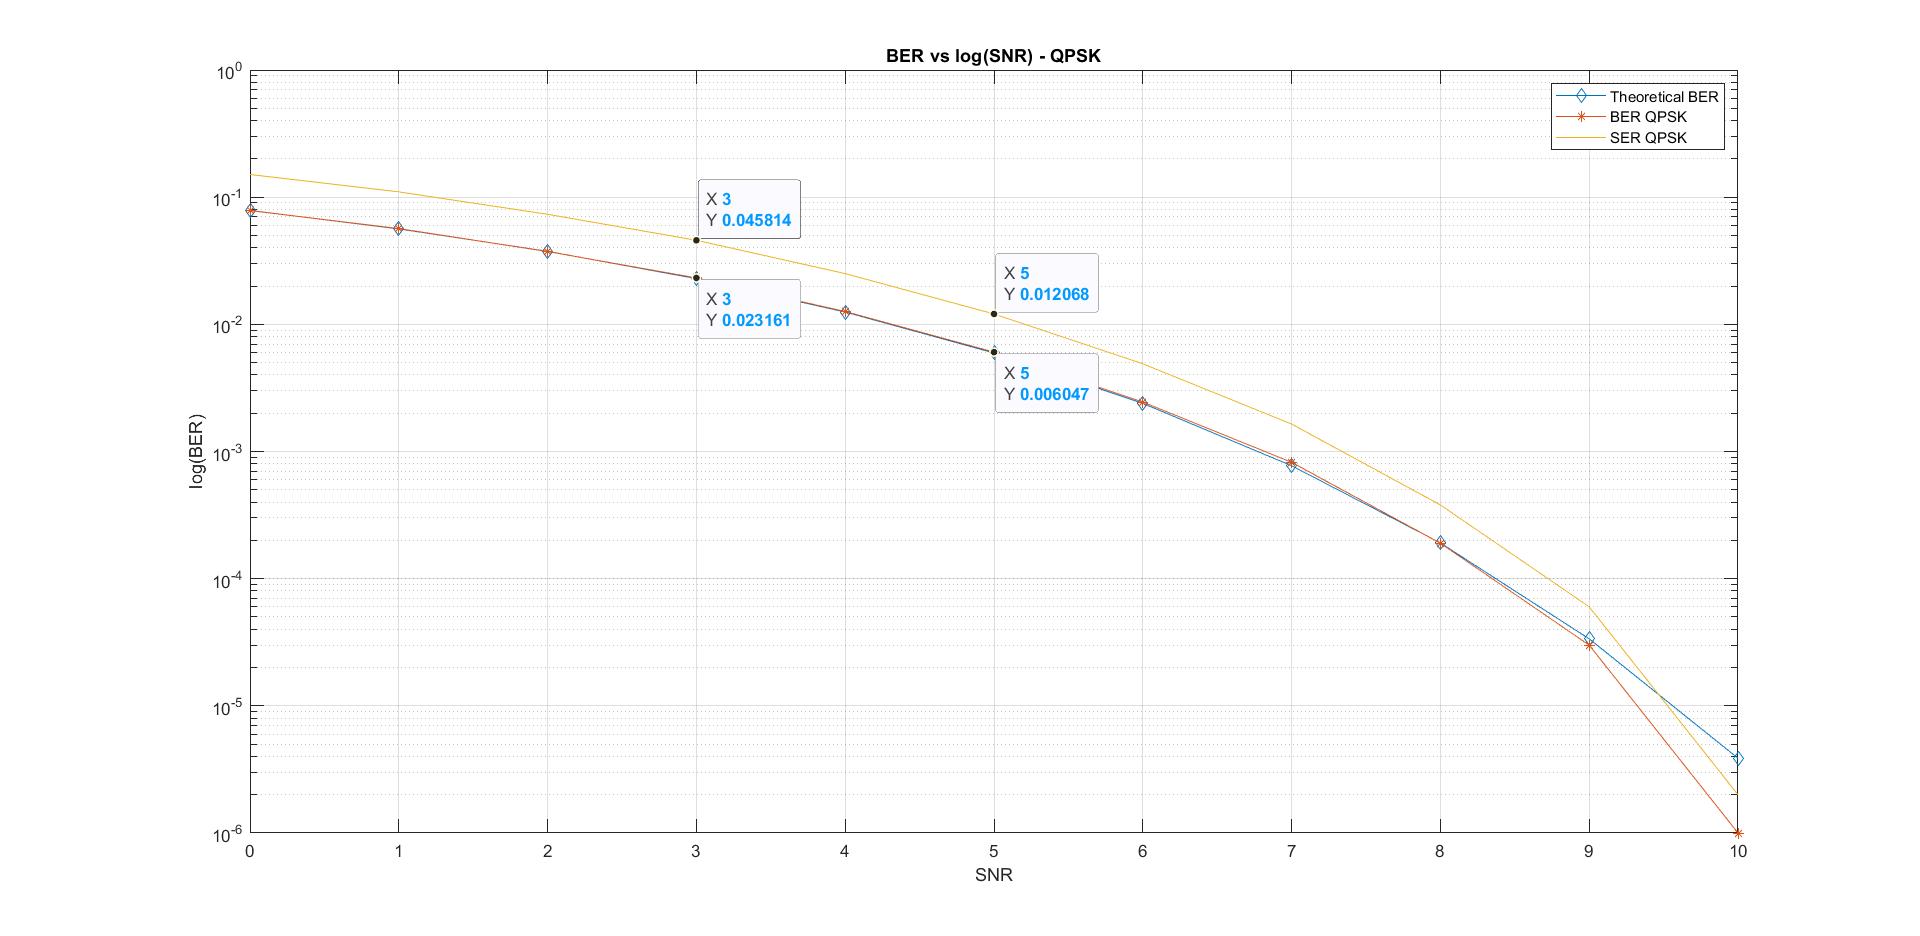 BER vs log(SNR) - QPSK
Theoretical BER
BER QPSK
SER QPSK
10^0
10^-1
10^-2
10^-3
10^-4
10^-5
10^-6
log(BER)
X 3
Y 0.045814
X 3
Y 0.023161
X 5
Y 0.012068
X 5
Y 0.006047
0 1 2 3 4 5 6 7 8 9 10
SNR